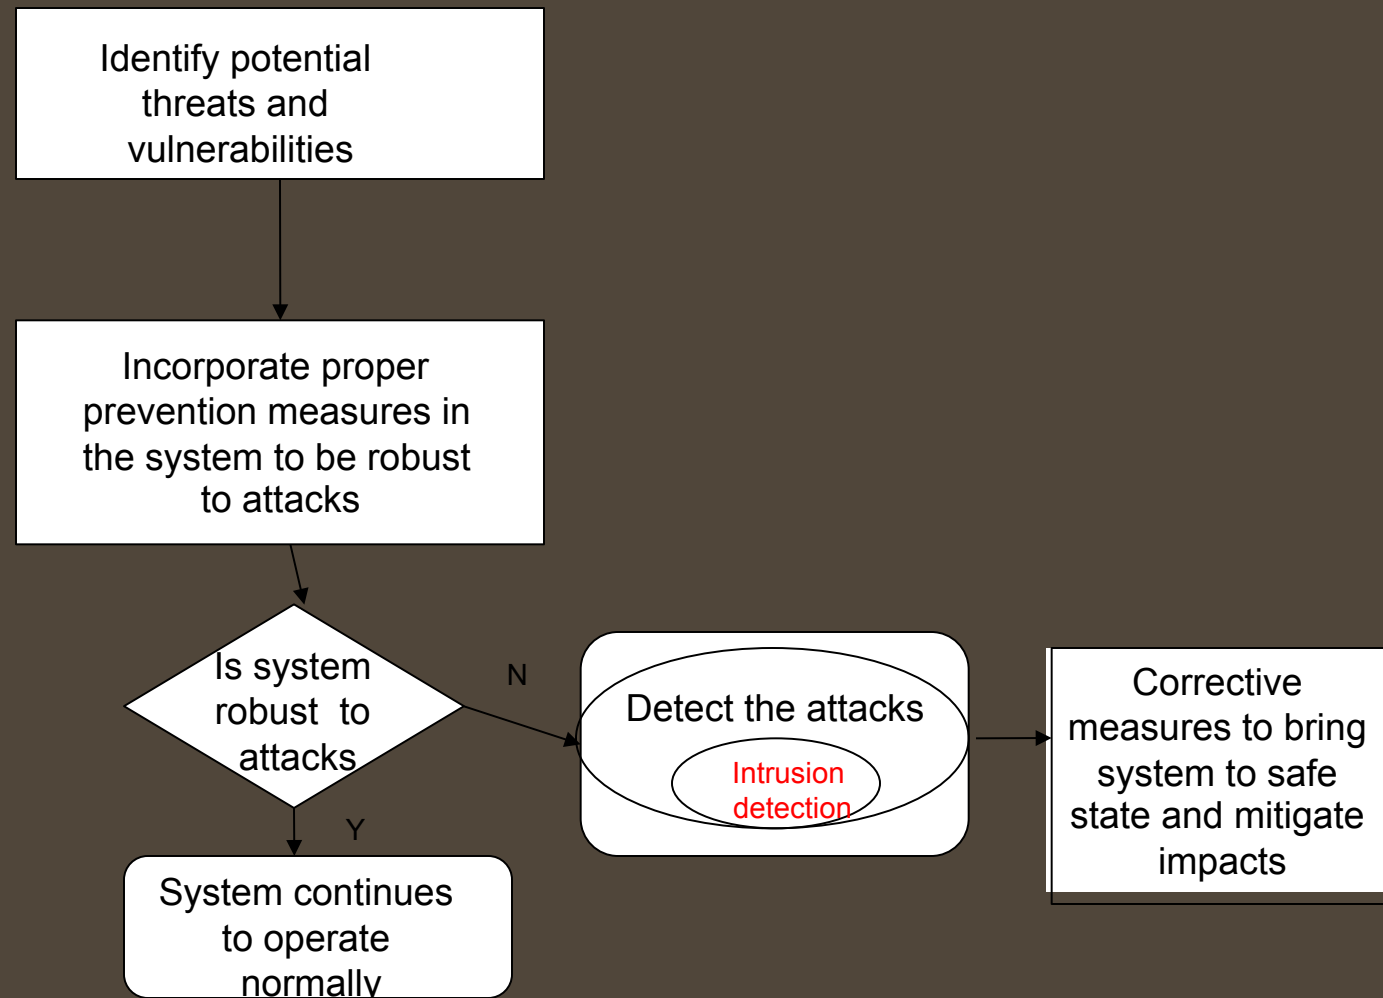 Identify potential
threats and
vulnerabilities
Incorporate proper
prevention measures in
the system to be robust
to attacks
Is system
robust to
attacks
N
Y
Detect the attacks
Intrusion
detection
Corrective
measures to bring
system to safe
state and mitigate
impacts
System continues
to operate
normally